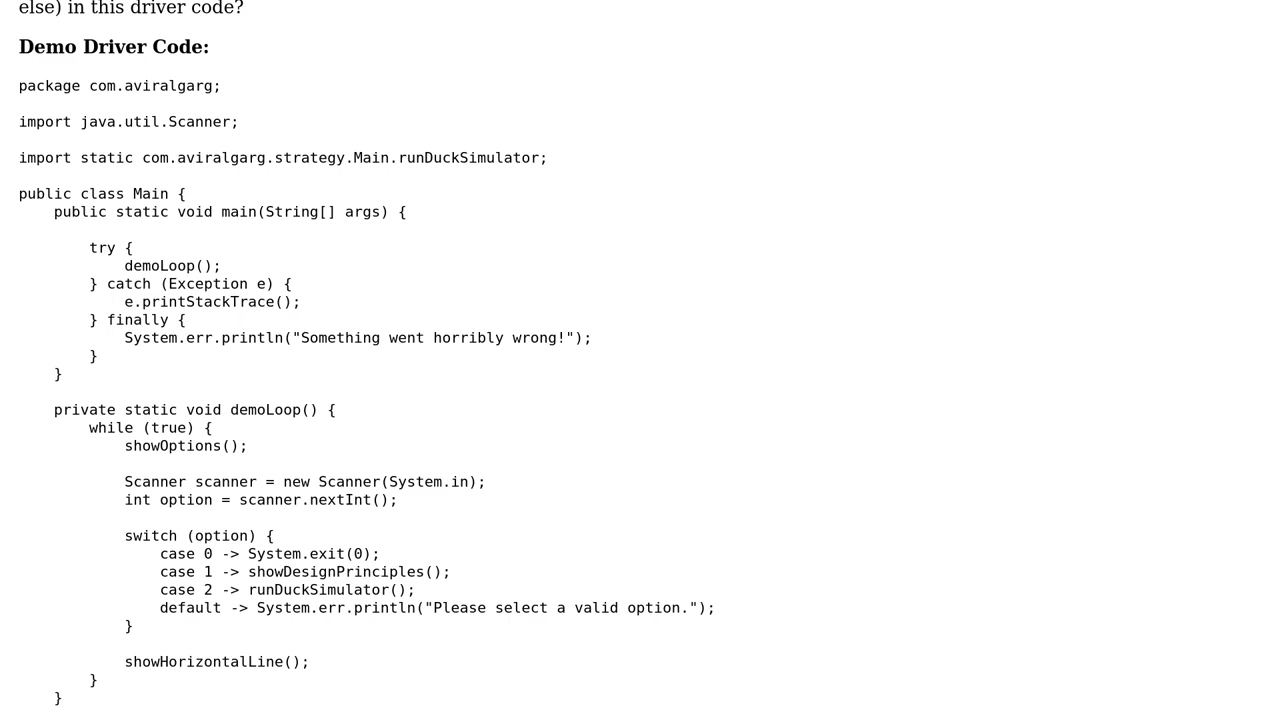 else) in this driver code?
Demo Driver Code:
package com.aviralgarg;

import java.util.Scanner;

import static com.aviralgarg.strategy.Main.runDuckSimulator;

public class Main {
    public static void main(String[] args) {

        try {
            demoLoop();
        } catch (Exception e) {
            e.printStackTrace();
        } finally {
            System.err.println("Something went horribly wrong!");
        }
    }

    private static void demoLoop() {
        while (true) {
            showOptions();

            Scanner scanner = new Scanner(System.in);
            int option = scanner.nextInt();

            switch (option) {
                case 0 -> System.exit(0);
                case 1 -> showDesignPrinciples();
                case 2 -> runDuckSimulator();
                default -> System.err.println("Please select a valid option.");
            }

            showHorizontalLine();
        }
    }